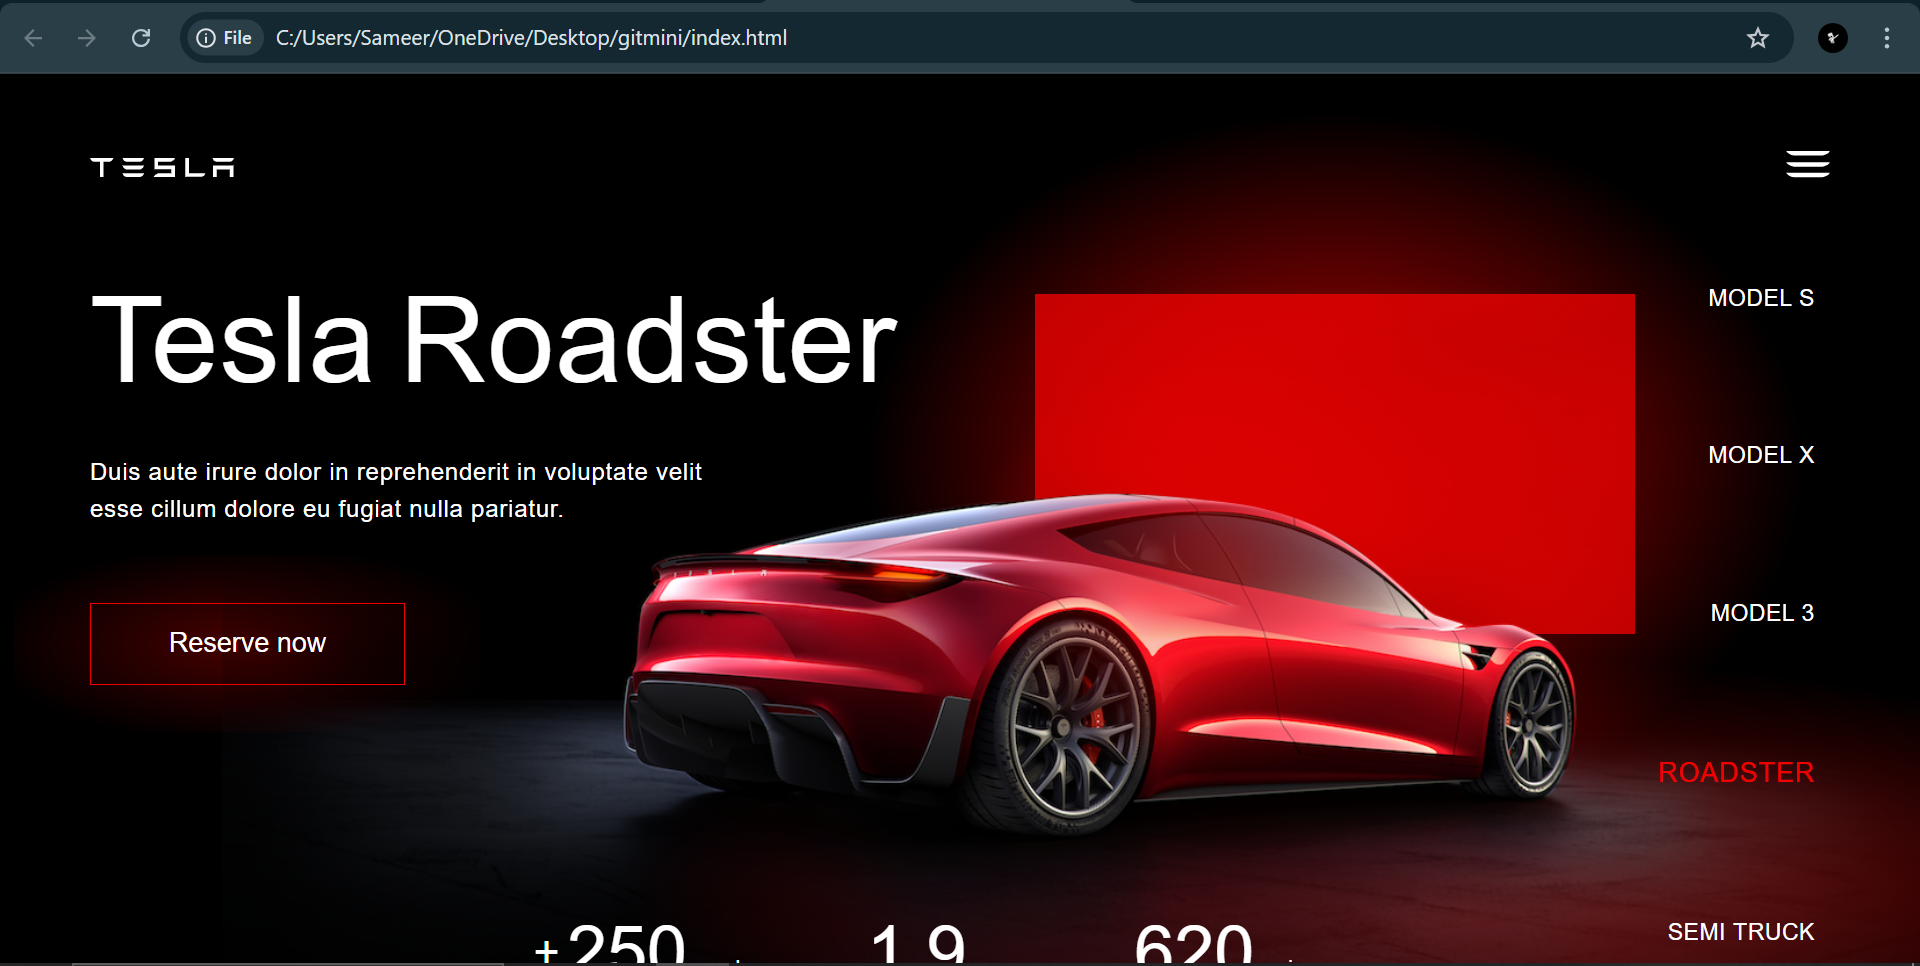 File C:/Users/Sameer/OneDrive/Desktop/gitmini/index.html
TESLA
Tesla Roadster
MODEL S
MODEL X
Duis aute irure dolor in reprehenderit in voluptate velit
esse cillum dolore eu fugiat nulla pariatur.
TESLA
MODEL 3
Reserve now
MICHELIN
ROADSTER
SEMI TRUCK
+250
1.9
620